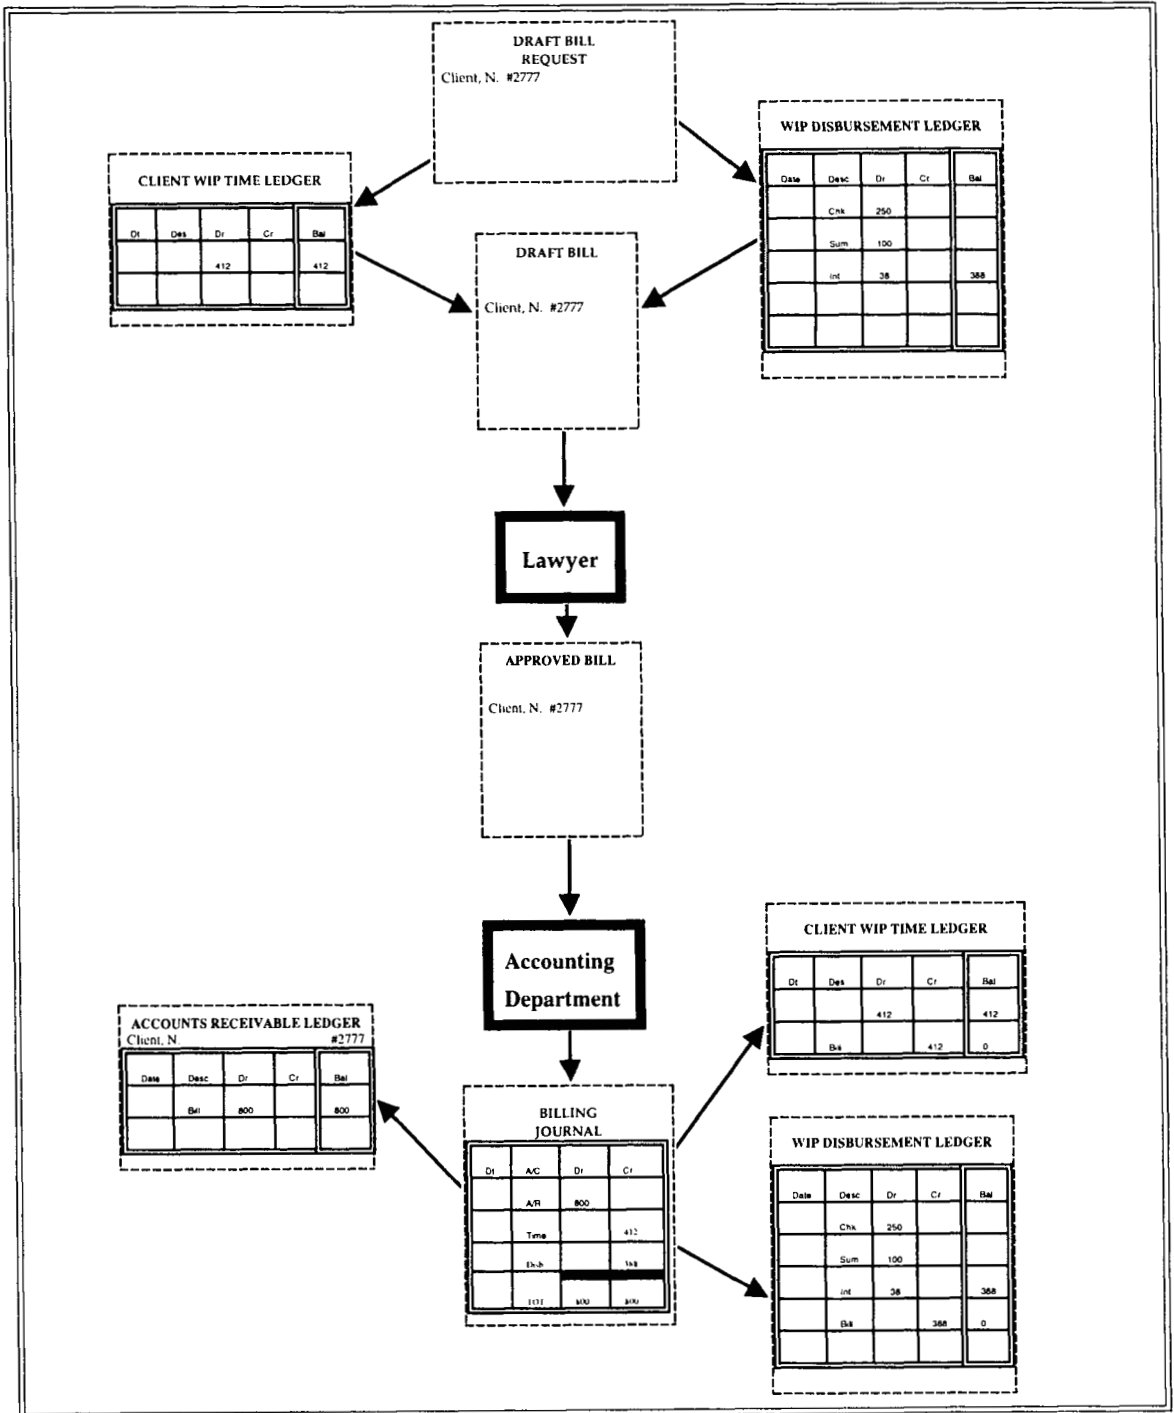 DRAFT BILL
REQUEST
Client, N. #2777
WIP DISBURSEMENT LEDGER
Date Desc Dr Cr Bal
Chk 250
Sum 100
Int 38 388
CLIENT WIP TIME LEDGER
Dt Des Dr Cr Bal
412 412
DRAFT BILL
Client, N. #2777
Lawyer
APPROVED BILL
Client, N. #2777
Accounting
Department
CLIENT WIP TIME LEDGER
Dt Des Dr Cr Bal
412 412
Bill 412 0
ACCOUNTS RECEIVABLE LEDGER
Client, N. #2777
Date Desc Dr Cr Bal
Bill 800 800
BILLING
JOURNAL
Dt A/C Dr Cr
A/R 800
Time 412
Disb 388
TOT 800 800
WIP DISBURSEMENT LEDGER
Date Desc Dr Cr Bal
Chk 250
Sum 100
Int 38 388
Bill 388 0